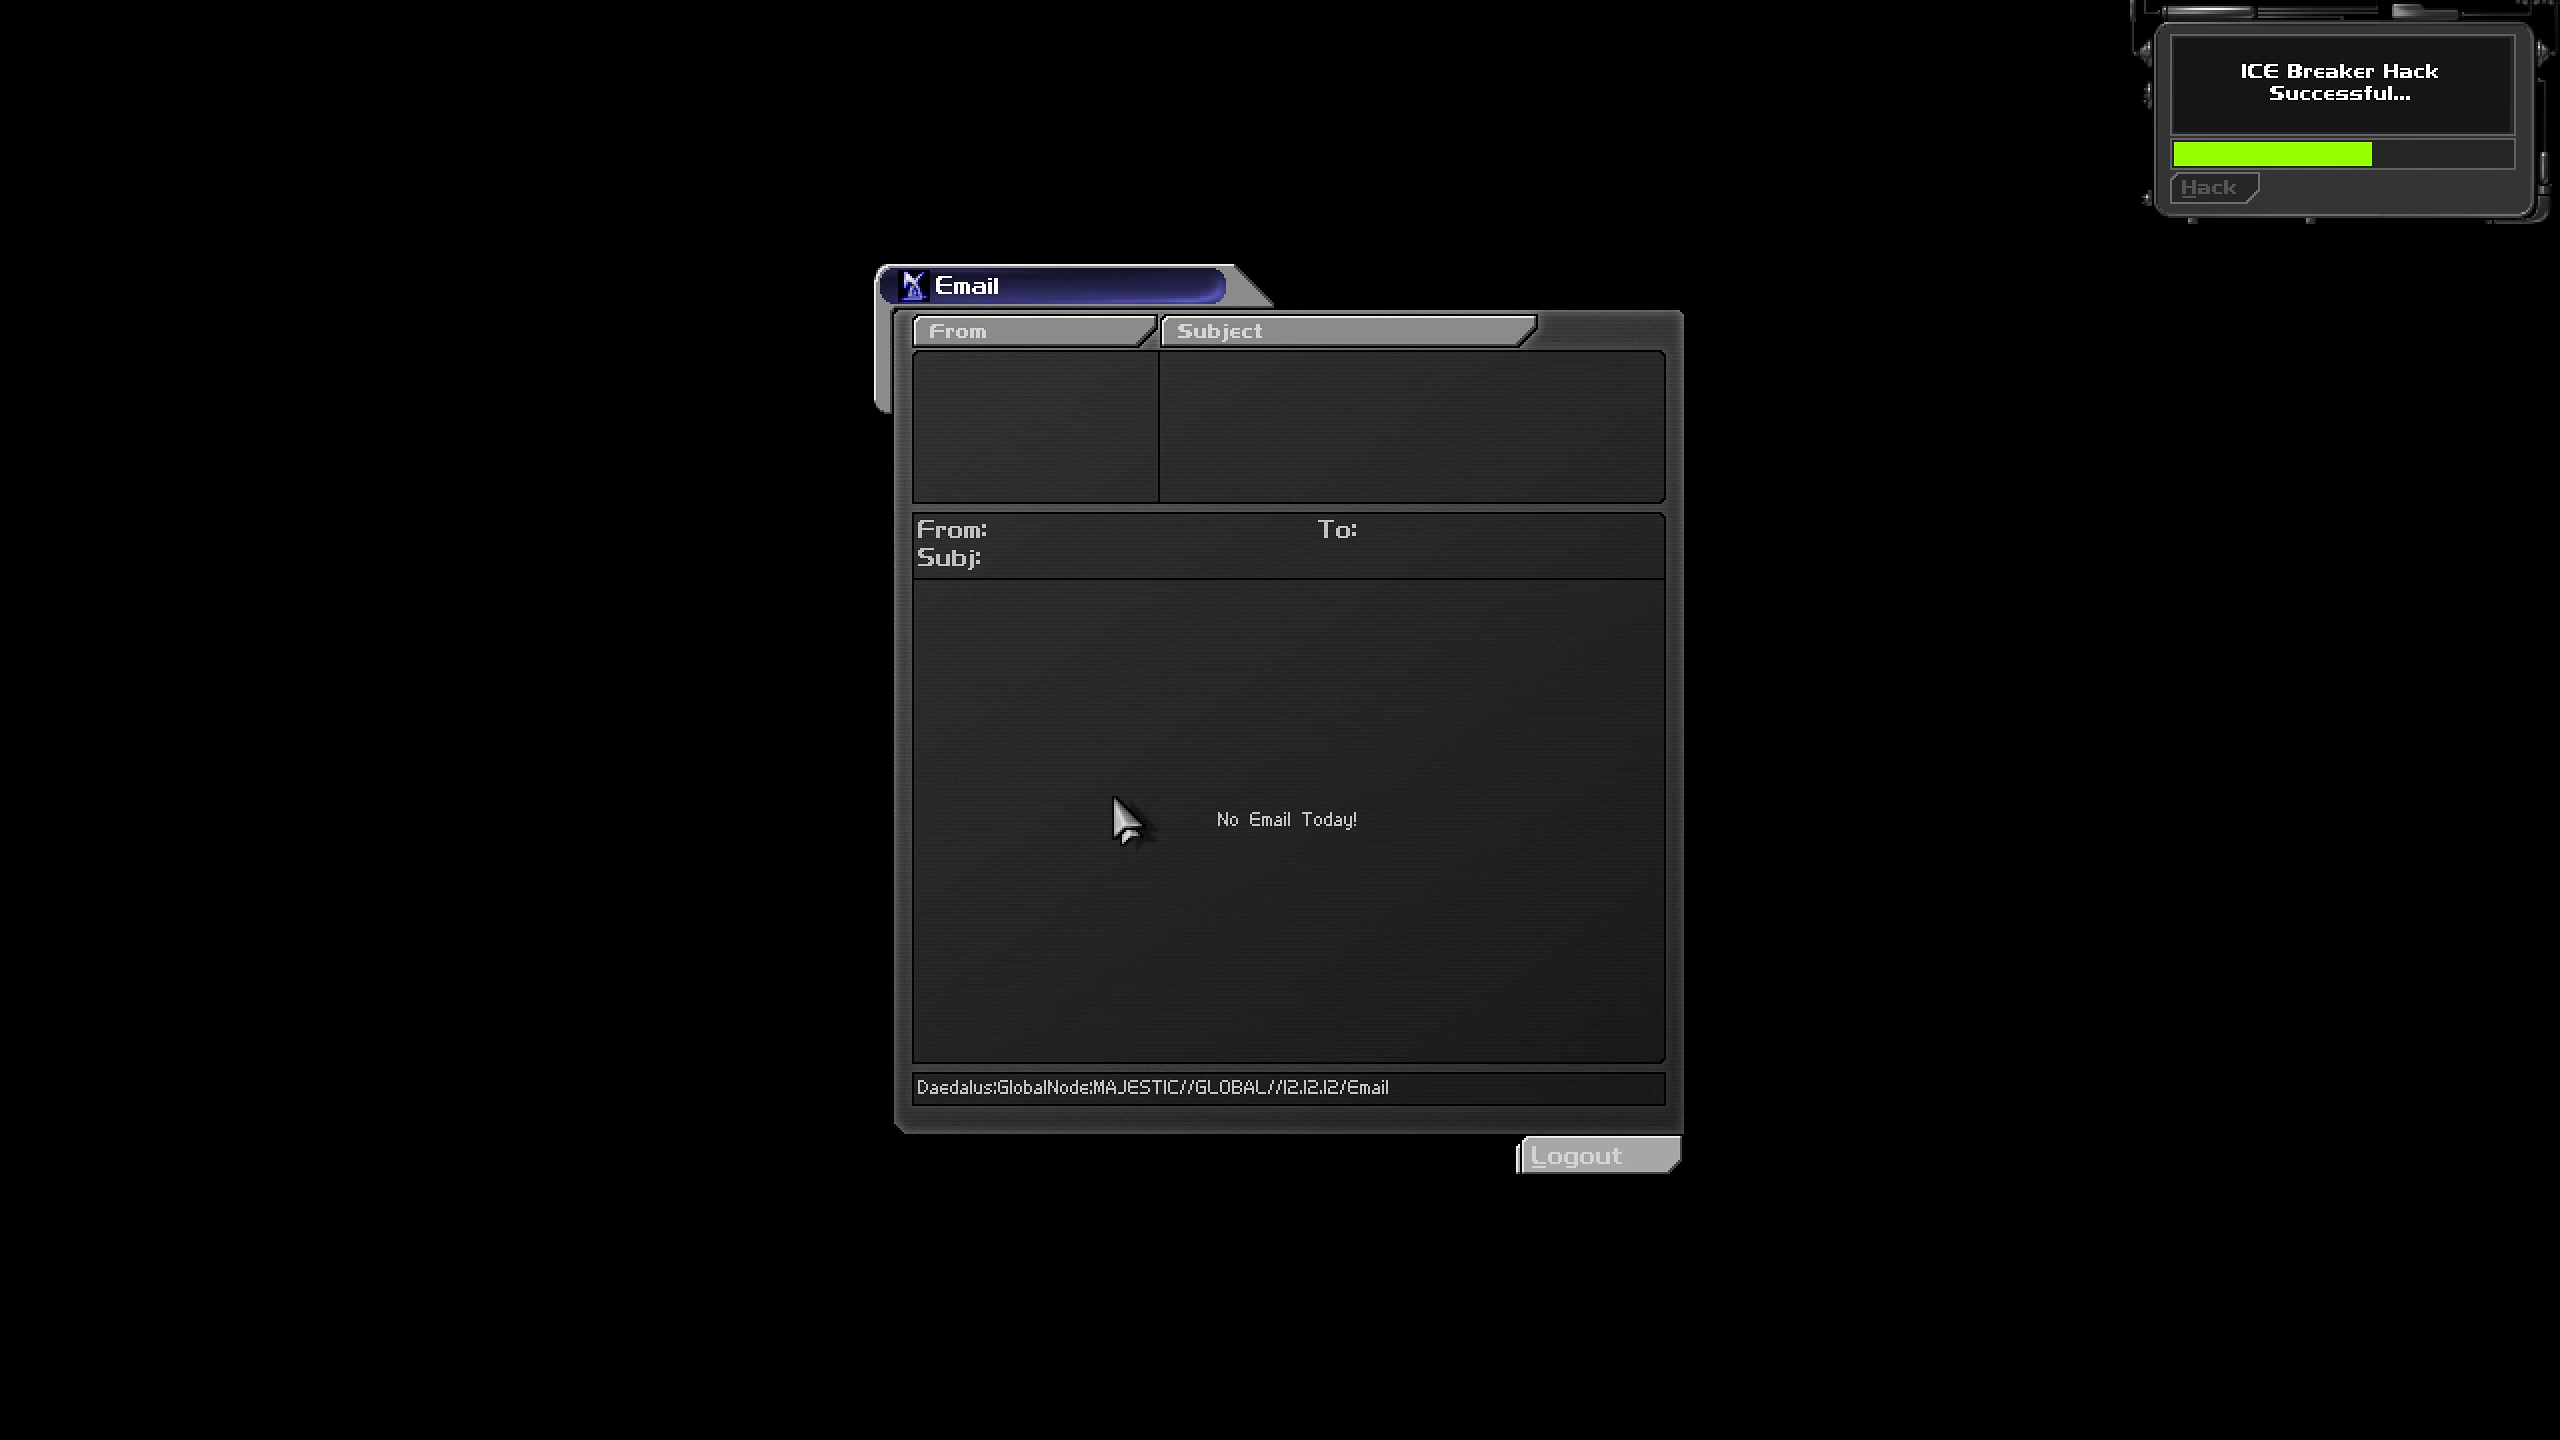 ICE Breaker Hack
Successful...
Hack
Email
From Subject
From: To:
Subj:
No Email Today!
Daedalus:GlobalNode:MAJESTIC//GLOBAL//12.12.12/Email
Logout